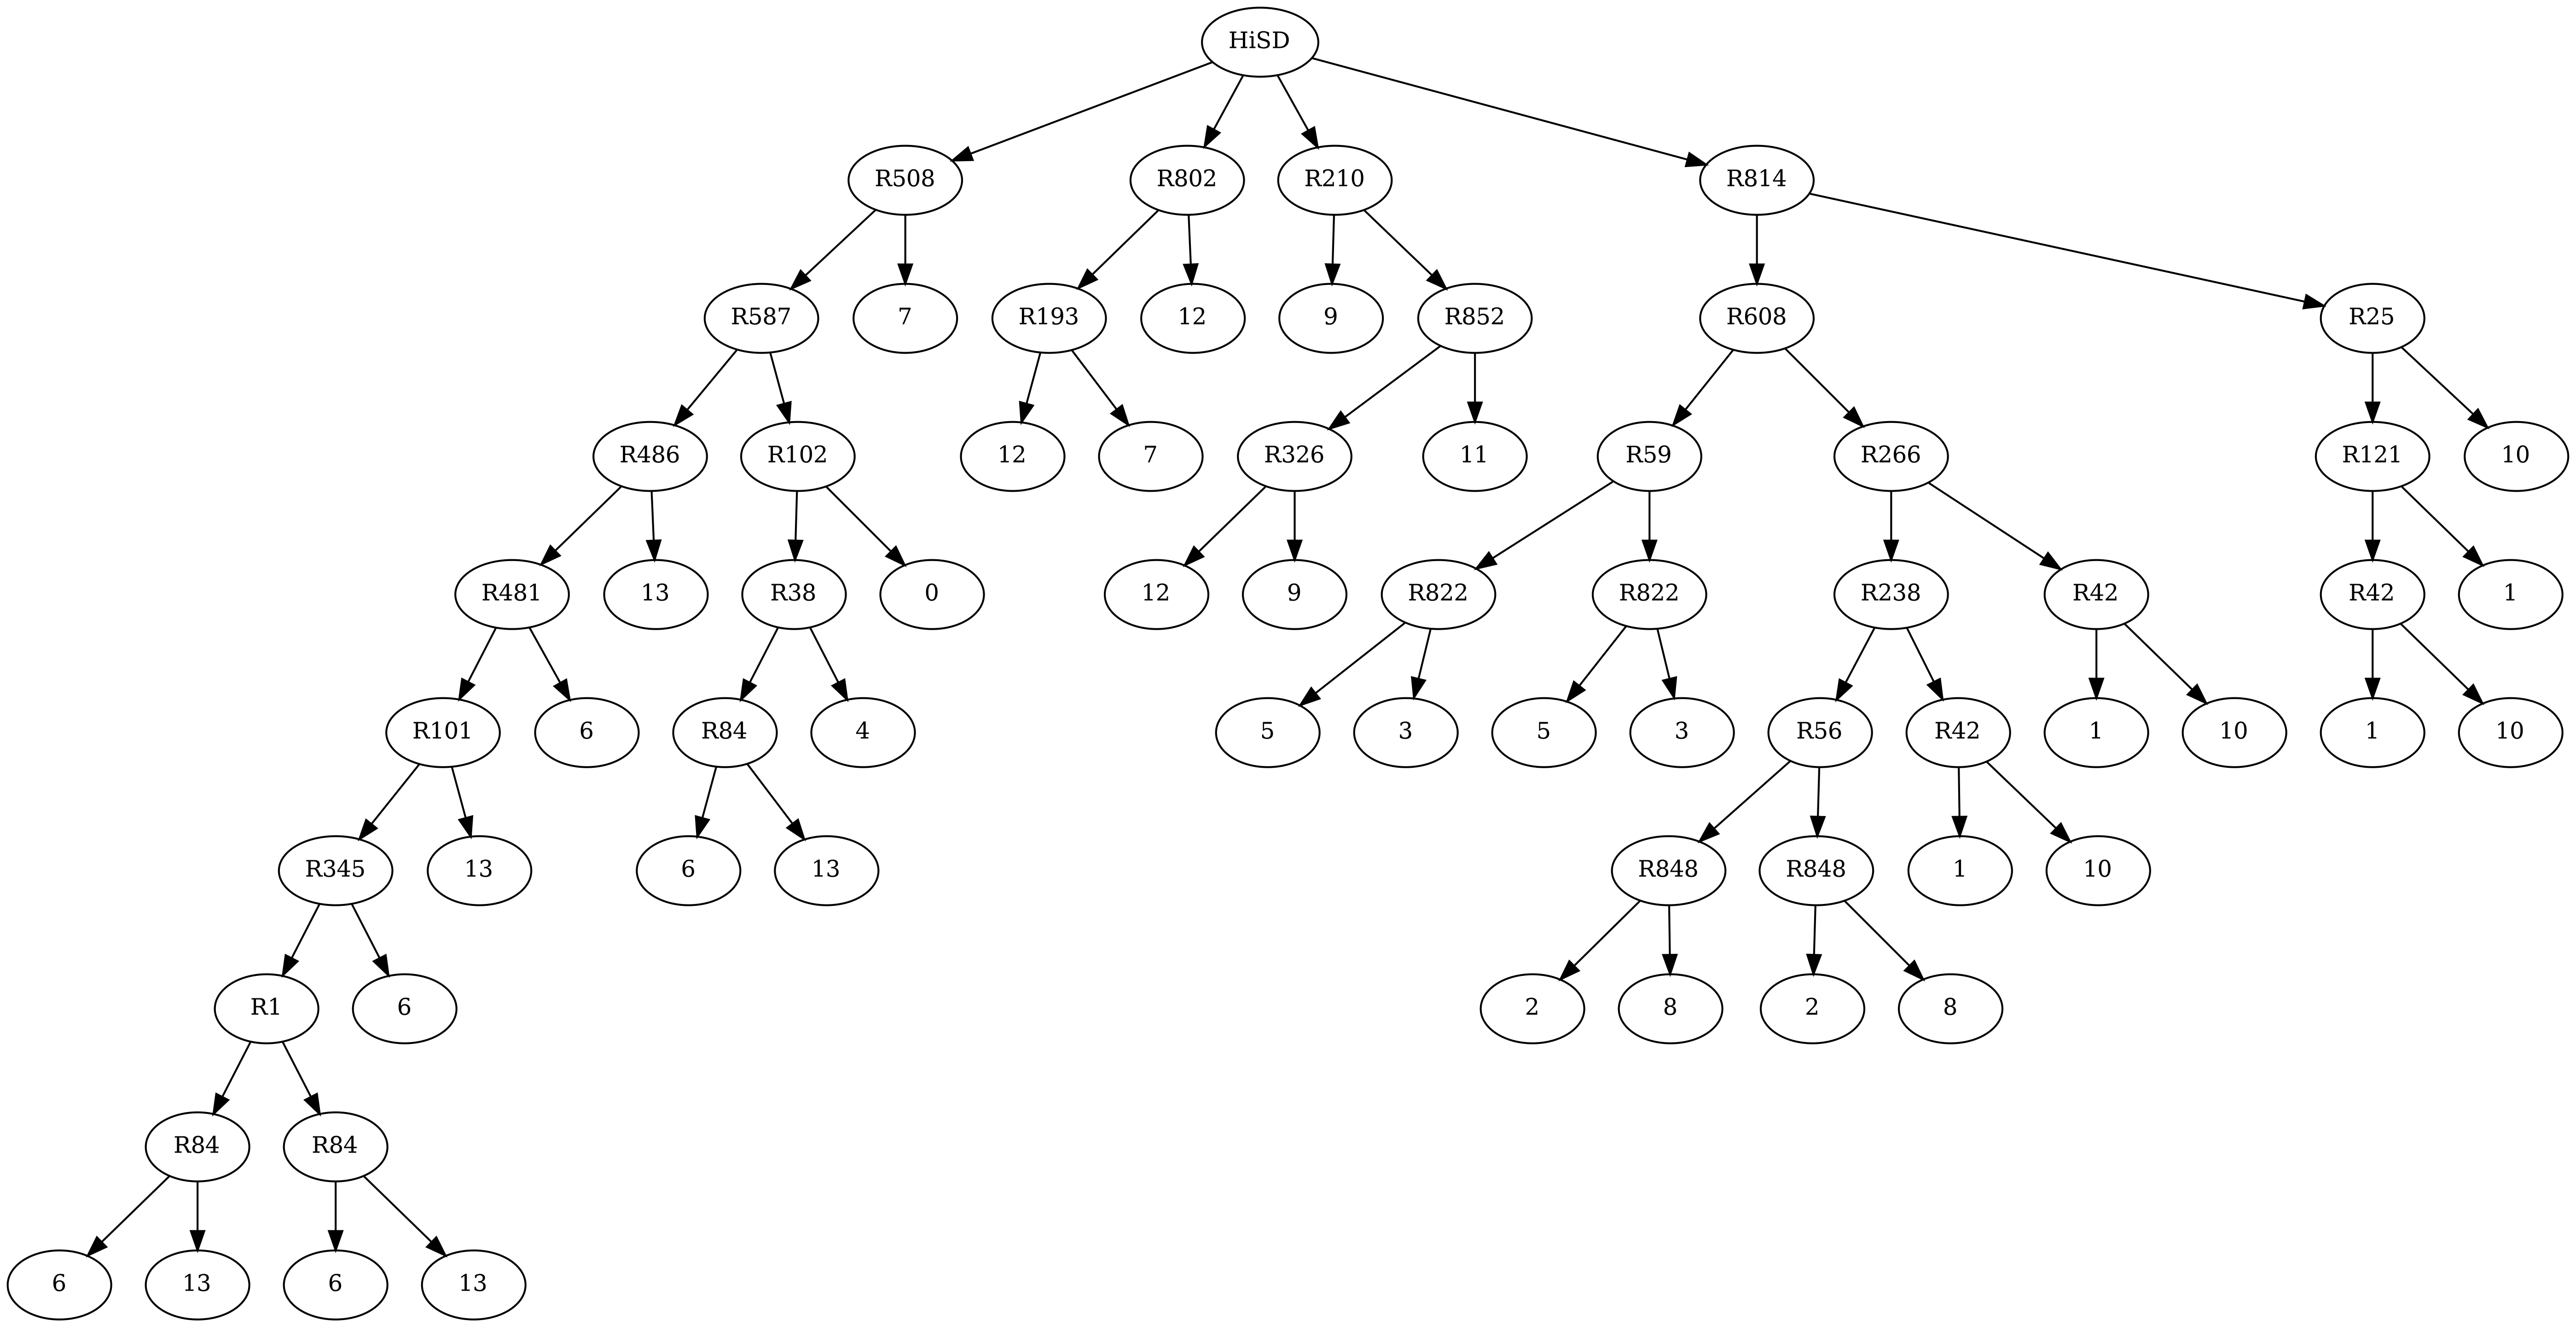 HiSD
R508 R802 R210 R814
R587 7 R193 12 9 R852 R608 R25
R486 R102 12 7 R326 11 R59 R266 R121 10
R481 13 R38 0 12 9 R822 R822 R238 R42 R42 1
R101 6 R84 4 5 3 5 3 R56 R42 1 10 1 10
R345 13 6 13 R848 R848 1 10
R1 6 2 8 2 8
R84 R84
6 13 6 13